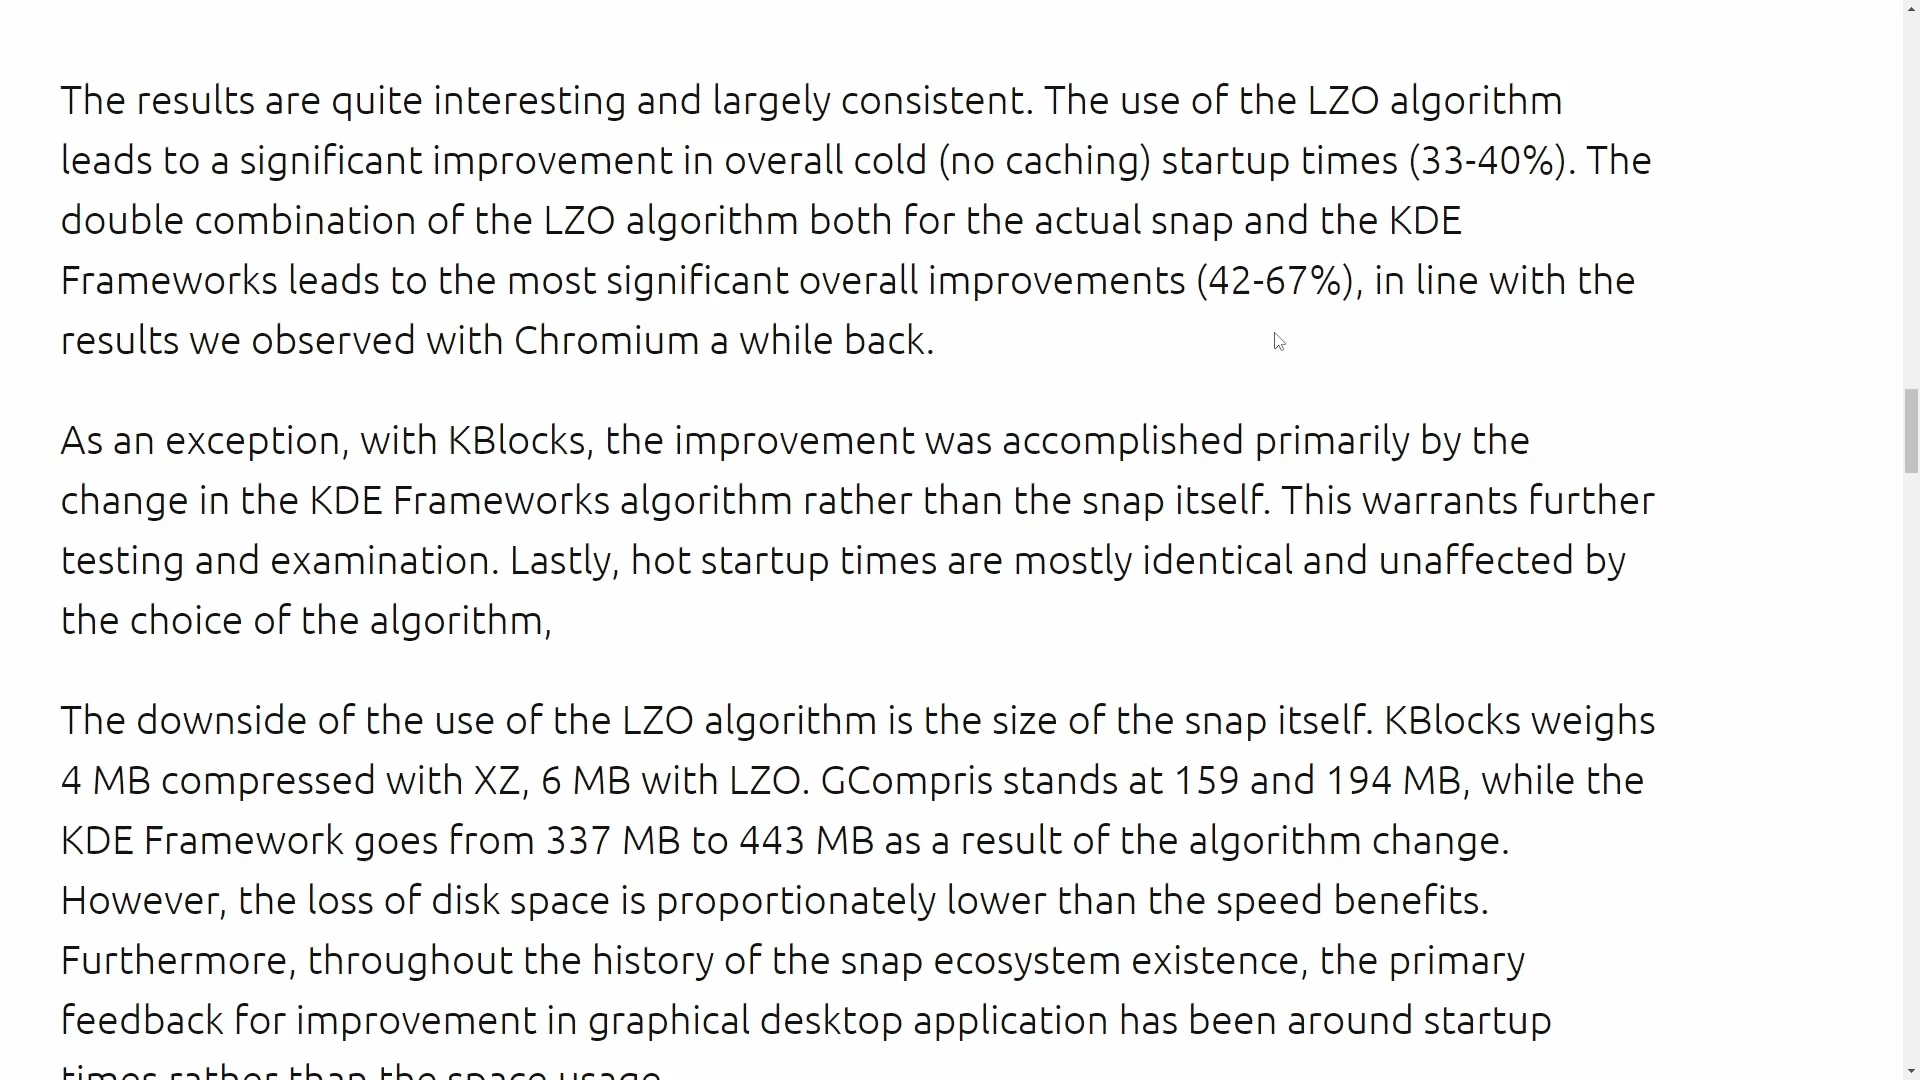 The results are quite interesting and largely consistent. The use of the LZO algorithm
leads to a significant improvement in overall cold (no caching) startup times (33-40%). The
double combination of the LZO algorithm both for the actual snap and the KDE
Frameworks leads to the most significant overall improvements (42-67%), in line with the
results we observed with Chromium a while back.
As an exception, with KBlocks, the improvement was accomplished primarily by the
change in the KDE Frameworks algorithm rather than the snap itself. This warrants further
testing and examination. Lastly, hot startup times are mostly identical and unaffected by
the choice of the algorithm,
The downside of the use of the LZO algorithm is the size of the snap itself. KBlocks weighs
4 MB compressed with XZ, 6 MB with LZO. GCompris stands at 159 and 194 MB, while the
KDE Framework goes from 337 MB to 443 MB as a result of the algorithm change.
However, the loss of disk space is proportionately lower than the speed benefits.
Furthermore, throughout the history of the snap ecosystem existence, the primary
feedback for improvement in graphical desktop application has been around startup
times rather than the space usage